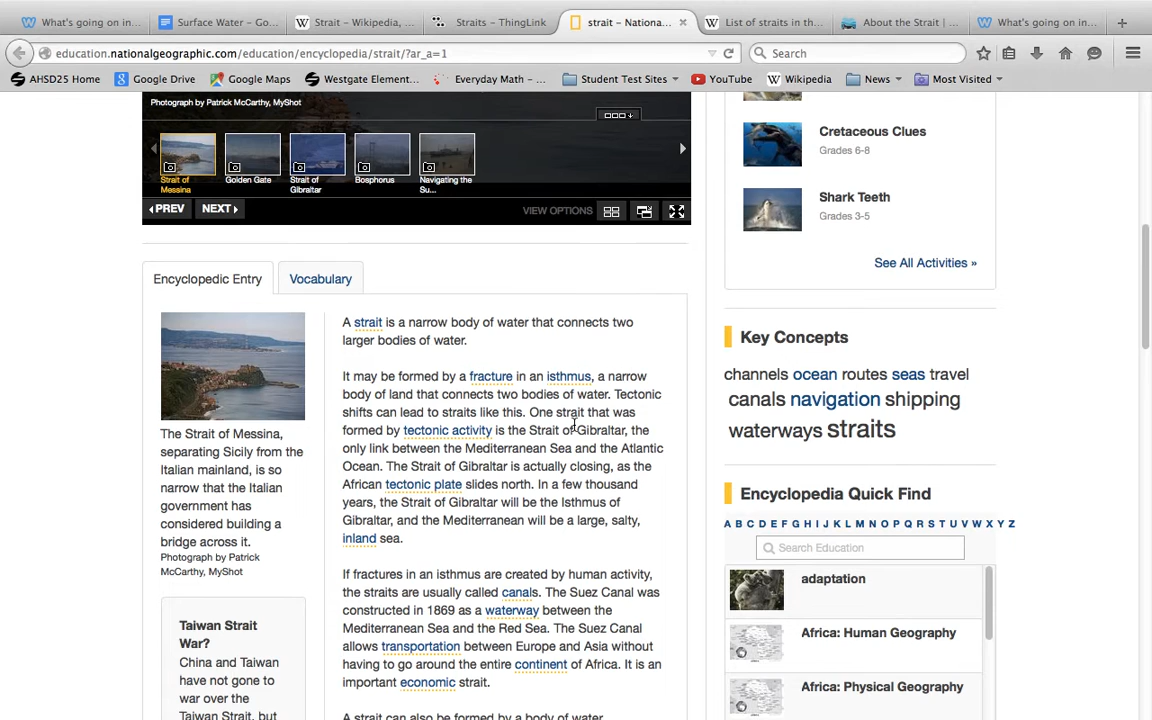 What's going on in...
Surface Water - Go...
Strait - Wikipedia, ...
Straits - ThingLink
strait - Nationa...
List of straits in th...
About the Strait | ...
What's going on in...
education.nationalgeographic.com/education/encyclopedia/strait/?ar_a=1
Search
AHSD25 Home
Google Drive
Google Maps
Westgate Element...
Everyday Math - ...
Student Test Sites
YouTube
Wikipedia
News
Most Visited
Photograph by Patrick McCarthy, MyShot
Strait of
Messina
Golden Gate
Strait of
Gibraltar
Bosphorus
Navigating the
Su...
PREV
NEXT
VIEW OPTIONS
Encyclopedic Entry
Vocabulary
The Strait of Messina,
separating Sicily from the
Italian mainland, is so
narrow that the Italian
government has
considered building a
bridge across it.
Photograph by Patrick
McCarthy, MyShot
Taiwan Strait
War?
China and Taiwan
have not gone to
war over the
Taiwan Strait, but
A strait is a narrow body of water that connects two
larger bodies of water.
It may be formed by a fracture in an isthmus, a narrow
body of land that connects two bodies of water. Tectonic
shifts can lead to straits like this. One strait that was
formed by tectonic activity is the Strait of Gibraltar, the
only link between the Mediterranean Sea and the Atlantic
Ocean. The Strait of Gibraltar is actually closing, as the
African tectonic plate slides north. In a few thousand
years, the Strait of Gibraltar will be the Isthmus of
Gibraltar, and the Mediterranean will be a large, salty,
inland sea.
If fractures in an isthmus are created by human activity,
the straits are usually called canals. The Suez Canal was
constructed in 1869 as a waterway between the
Mediterranean Sea and the Red Sea. The Suez Canal
allows transportation between Europe and Asia without
having to go around the entire continent of Africa. It is an
important economic strait.
A strait can also be formed by a body of water
Cretaceous Clues
Grades 6-8
Shark Teeth
Grades 3-5
See All Activities »
Key Concepts
channels ocean routes seas travel
canals navigation shipping
waterways straits
Encyclopedia Quick Find
A B C D E F G H I J K L M N O P Q R S T U V W X Y Z
Search Education
adaptation
Africa: Human Geography
Africa: Physical Geography